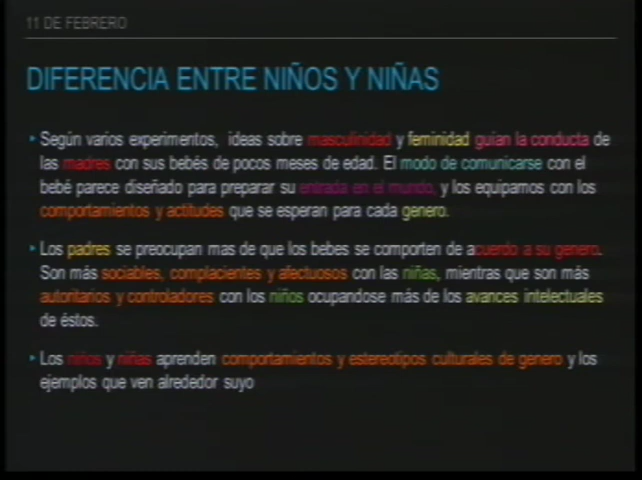 11 DE FEBRERO
DIFERENCIA ENTRE NIÑOS Y NIÑAS
Según varios experimentos, ideas sobre masculinidad y feminidad guían la conducta de
las madres con sus bebés de pocos meses de edad. El modo de comunicarse con el
bebé parece diseñado para preparar su entrada en el mundo, y los equipamos con los
comportamientos y actitudes que se esperan para cada genero.
Los padres se preocupan mas de que los bebes se comporten de acuerdo a su genero.
Son más sociables, complacientes y afectuosos con las niñas, mientras que son más
autoritarios y controladores con los niños ocupandose más de los avances intelectuales
de éstos.
Los niños y niñas aprenden comportamientos y estereotipos culturales de genero y los
ejemplos que ven alrededor suyo